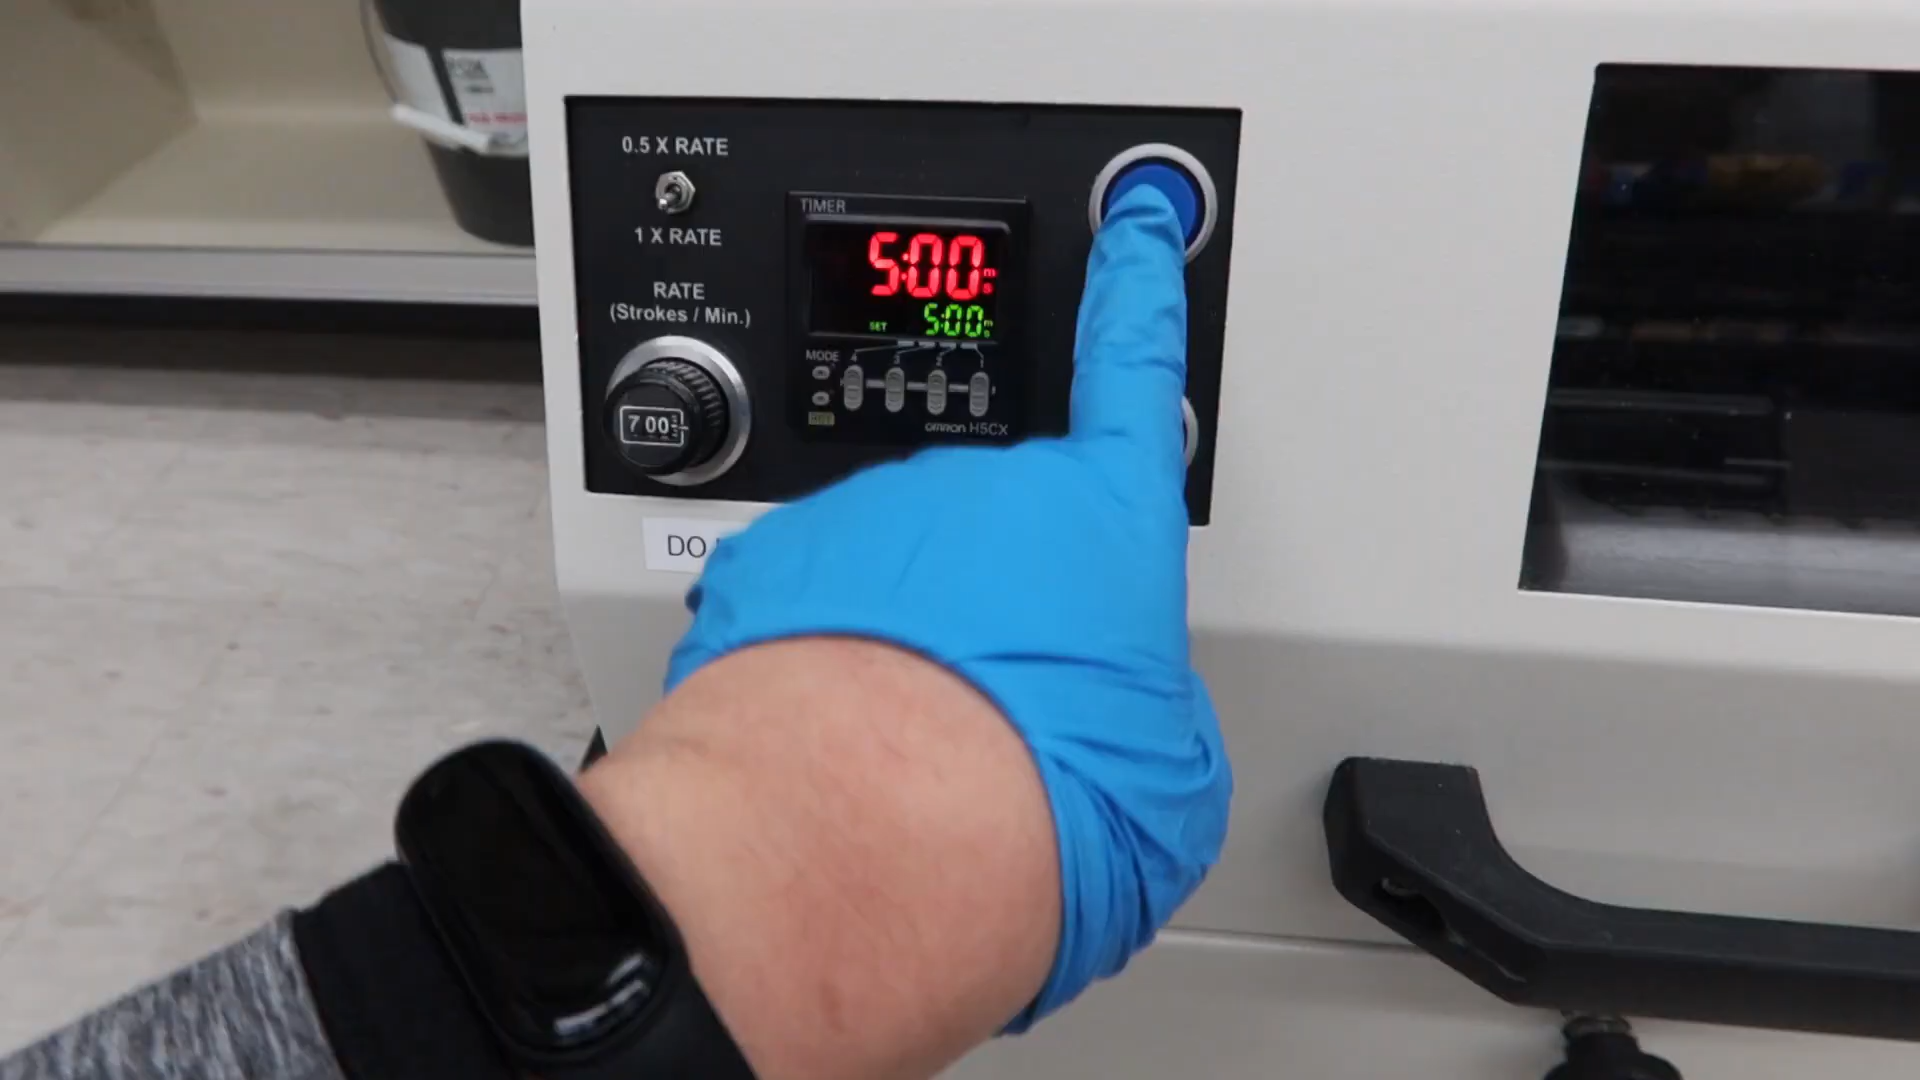 0.5 X RATE
1 X RATE
RATE
(Strokes / Min.)
700
TIMER
5:00 m s
SET 5:00 m s
MODE
4 3 2 1
RST
omron H5CX
DO